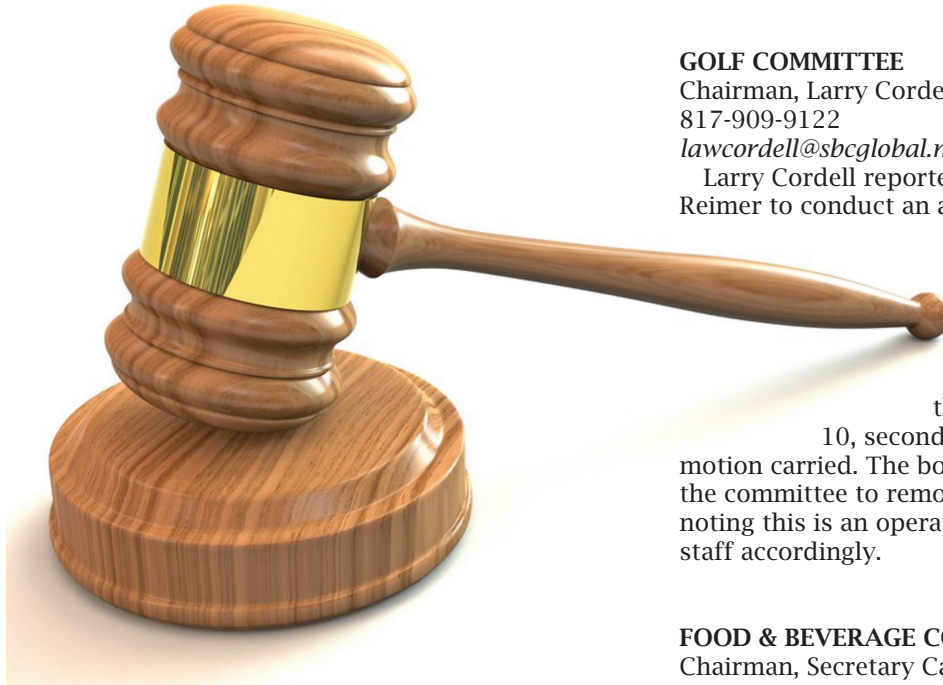 GOLF COMMITTEE
Chairman, Larry Corde
817-909-9122
lawcordell@sbcglobal.n
Larry Cordell reporte
Reimer to conduct an a
10, second
motion carried. The bo
the committee to remo
noting this is an opera
staff accordingly.
FOOD & BEVERAGE CO
Chairman, Secretary Ca